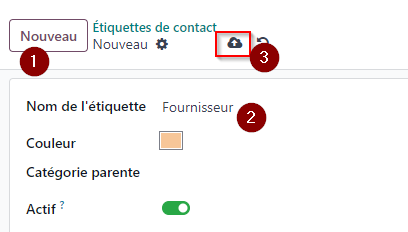 Nouveau
Étiquettes de contact
Nouveau
1
3
Nom de l'étiquette Fournisseur
2
Couleur
Catégorie parente
Actif ?